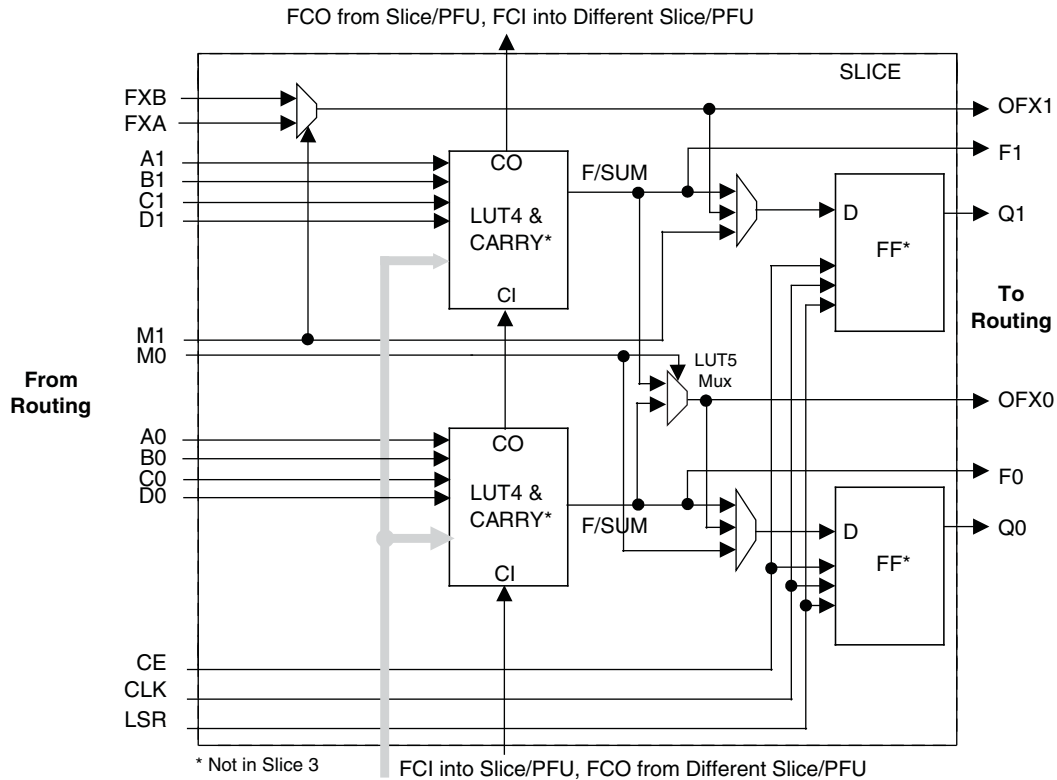 FCO from Slice/PFU, FCI into Different Slice/PFU
SLICE
FXB
FXA
OFX1
F1
A1
B1
C1
D1
CO
LUT4 &
CARRY*
CI
F/SUM
D
FF*
Q1
To
Routing
M1
M0
LUT5
Mux
From
Routing
OFX0
A0
B0
C0
D0
CO
LUT4 &
CARRY*
CI
F/SUM
F0
D
FF*
Q0
CE
CLK
LSR
* Not in Slice 3
FCI into Slice/PFU, FCO from Different Slice/PFU